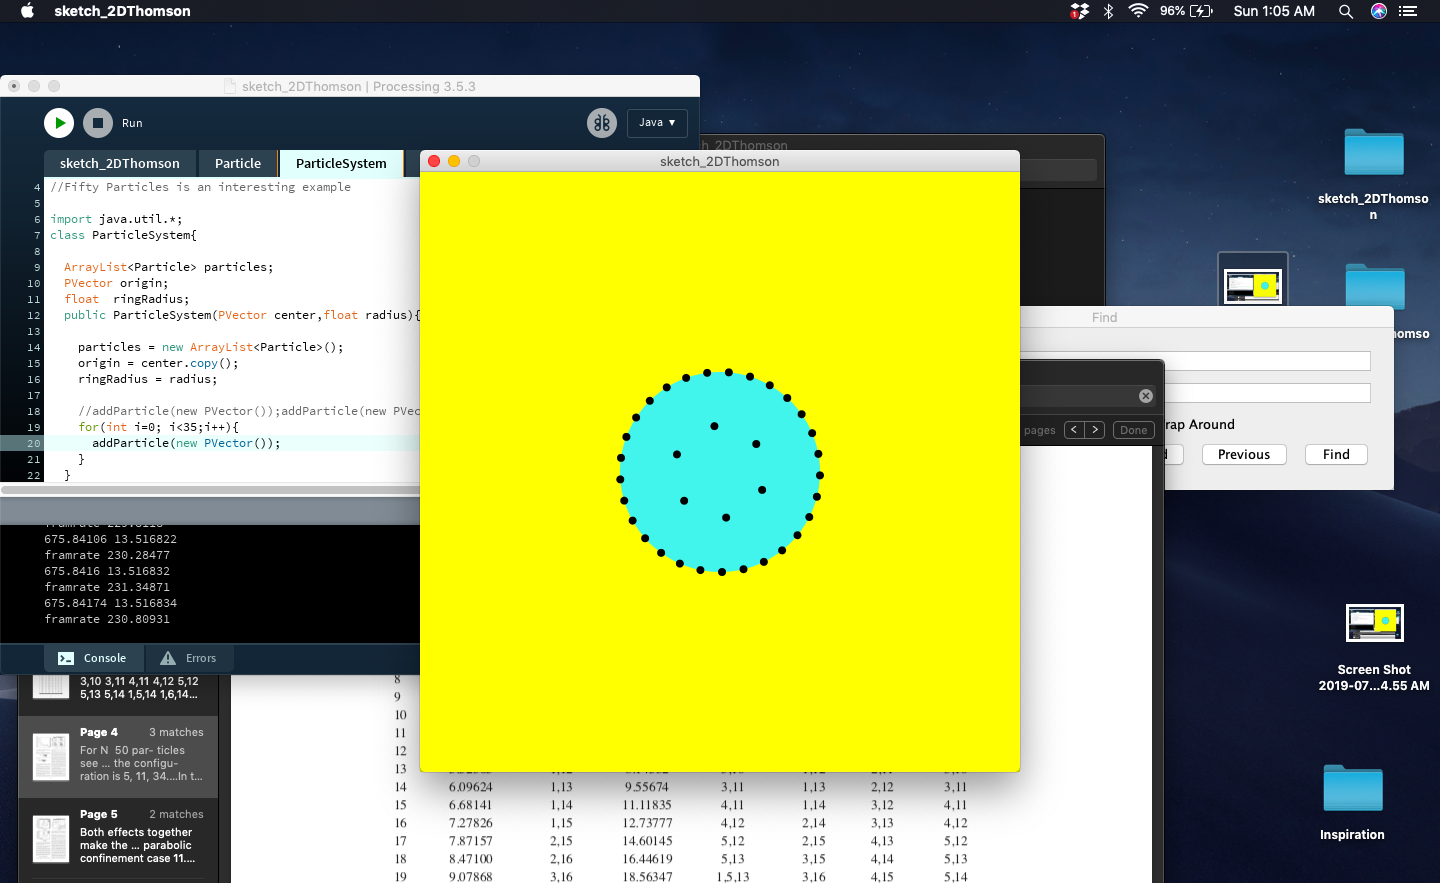 sketch_2DThomson
96%
Sun 1:05 AM
sketch_2DThomson | Processing 3.5.3
Run
Java ▾
sketch_2DThomson
Particle
ParticleSystem
4 //Fifty Particles is an interesting example
5
6 import java.util.*;
7 class ParticleSystem{
8
9 ArrayList<Particle> particles;
10 PVector origin;
11 float ringRadius;
12 public ParticleSystem(PVector center,float radius){
13
14 particles = new ArrayList<Particle>();
15 origin = center.copy();
16 ringRadius = radius;
17
18 //addParticle(new PVector());addParticle(new PVec
19 for(int i=0; i<35;i++){
20 addParticle(new PVector());
21 }
22 }
675.84106 13.516822
framrate 230.28477
675.8416 13.516832
framrate 231.34871
675.84174 13.516834
framrate 230.80931
Console
Errors
sketch_2DThomson
Find
rap Around
Previous
Find
pages
<
>
Done
sketch_2DThomso
n
Screen Shot
2019-07...4.55 AM
Inspiration
3,10 3,11 4,11 4,12 5,12
5,13 5,14 1,5,14 1,6,14...
Page 4
3 matches
For N 50 par- ticles
see ... the configu-
ration is 5, 11, 34....In t...
Page 5
2 matches
Both effects together
make the ... parabolic
confinement case 11....
8
9
10
11
12
13
14 6.09624 1,13 9.55674 3,11 1,13 2,12 3,11
15 6.68141 1,14 11.11835 4,11 1,14 3,12 4,11
16 7.27826 1,15 12.73777 4,12 2,14 3,13 4,12
17 7.87157 2,15 14.60145 5,12 2,15 4,13 5,12
18 8.47100 2,16 16.44619 5,13 3,15 4,14 5,13
19 9.07868 3,16 18.56347 1,5,13 3,16 4,15 5,14